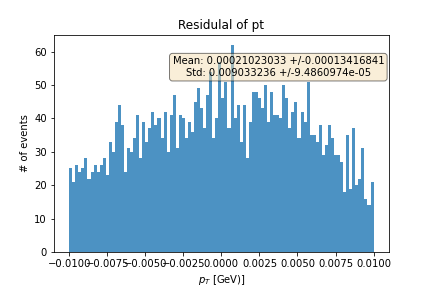 Residulal of pt
Mean: 0.00021023033 +/-0.00013416841
Std: 0.009033236 +/-9.4860974e-05
# of events
60
50
40
30
20
10
0
−0.0100 −0.0075 −0.0050 −0.0025 0.0000 0.0025 0.0050 0.0075 0.0100
pT [GeV)]